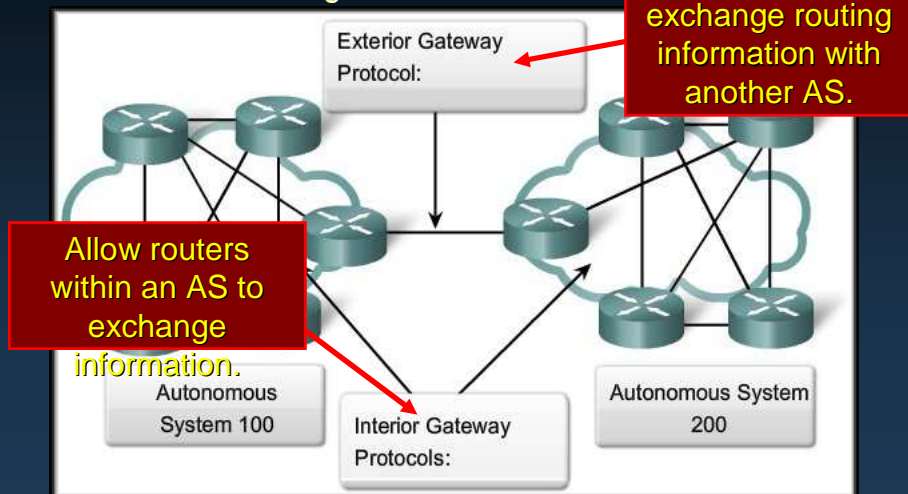 exchange routing
information with
another AS.
Exterior Gateway
Protocol:
Allow routers
within an AS to
exchange
information.
Autonomous
System 100
Autonomous System
200
Interior Gateway
Protocols: